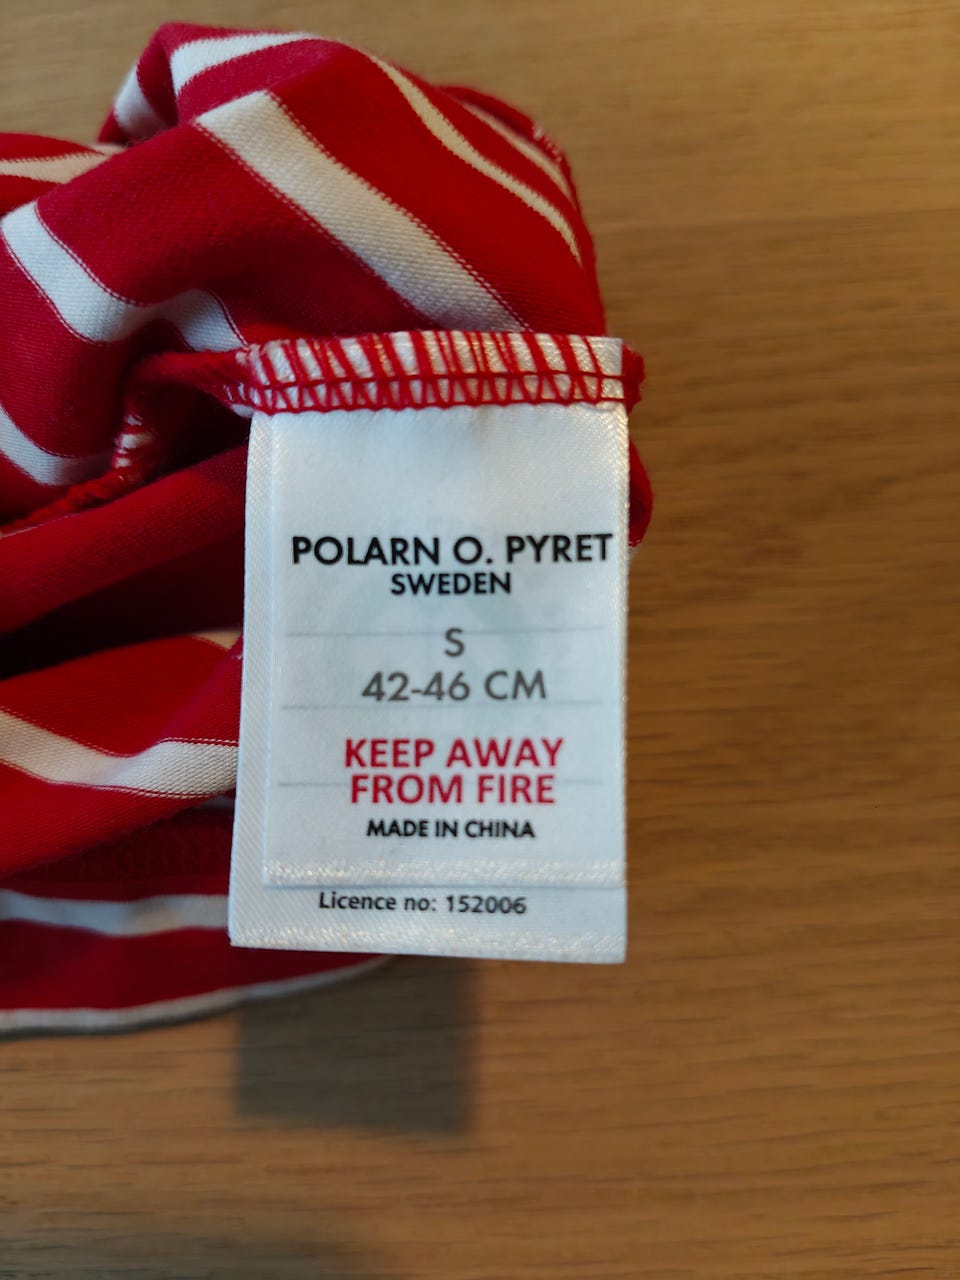 POLARN O. PYRET
SWEDEN
S
42-46 CM
KEEP AWAY
FROM FIRE
MADE IN CHINA
Licence no: 152006